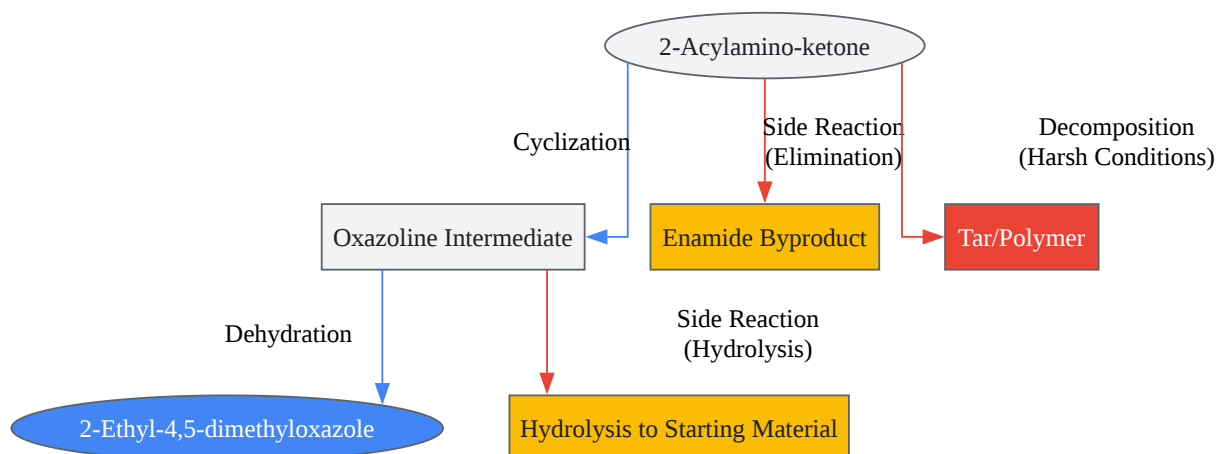 2-Acylamino-ketone
Cyclization
Side Reaction
(Elimination)
Decomposition
(Harsh Conditions)
Oxazoline Intermediate
Enamide Byproduct
Tar/Polymer
Dehydration
Side Reaction
(Hydrolysis)
2-Ethyl-4,5-dimethyloxazole
Hydrolysis to Starting Material